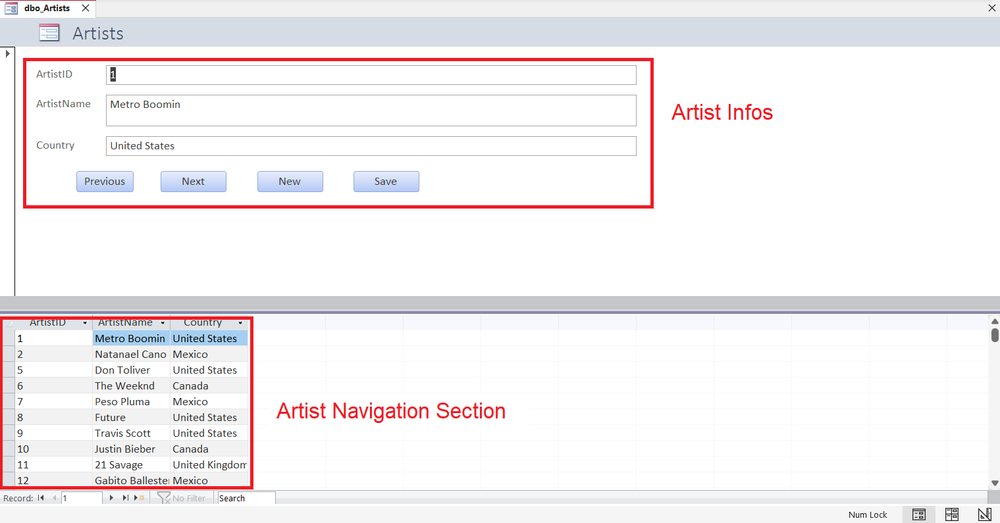 dbo_Artists
Artists
ArtistID 1
ArtistName Metro Boomin
Country United States
Previous Next New Save
Artist Infos
ArtistID ArtistName Country
1 Metro Boomin United States
2 Natanael Cano Mexico
5 Don Toliver United States
6 The Weeknd Canada
7 Peso Pluma Mexico
8 Future United States
9 Travis Scott United States
10 Justin Bieber Canada
11 21 Savage United Kingdom
12 Gabito Ballester Mexico
Artist Navigation Section
Record: 1 No Filter Search
Num Lock